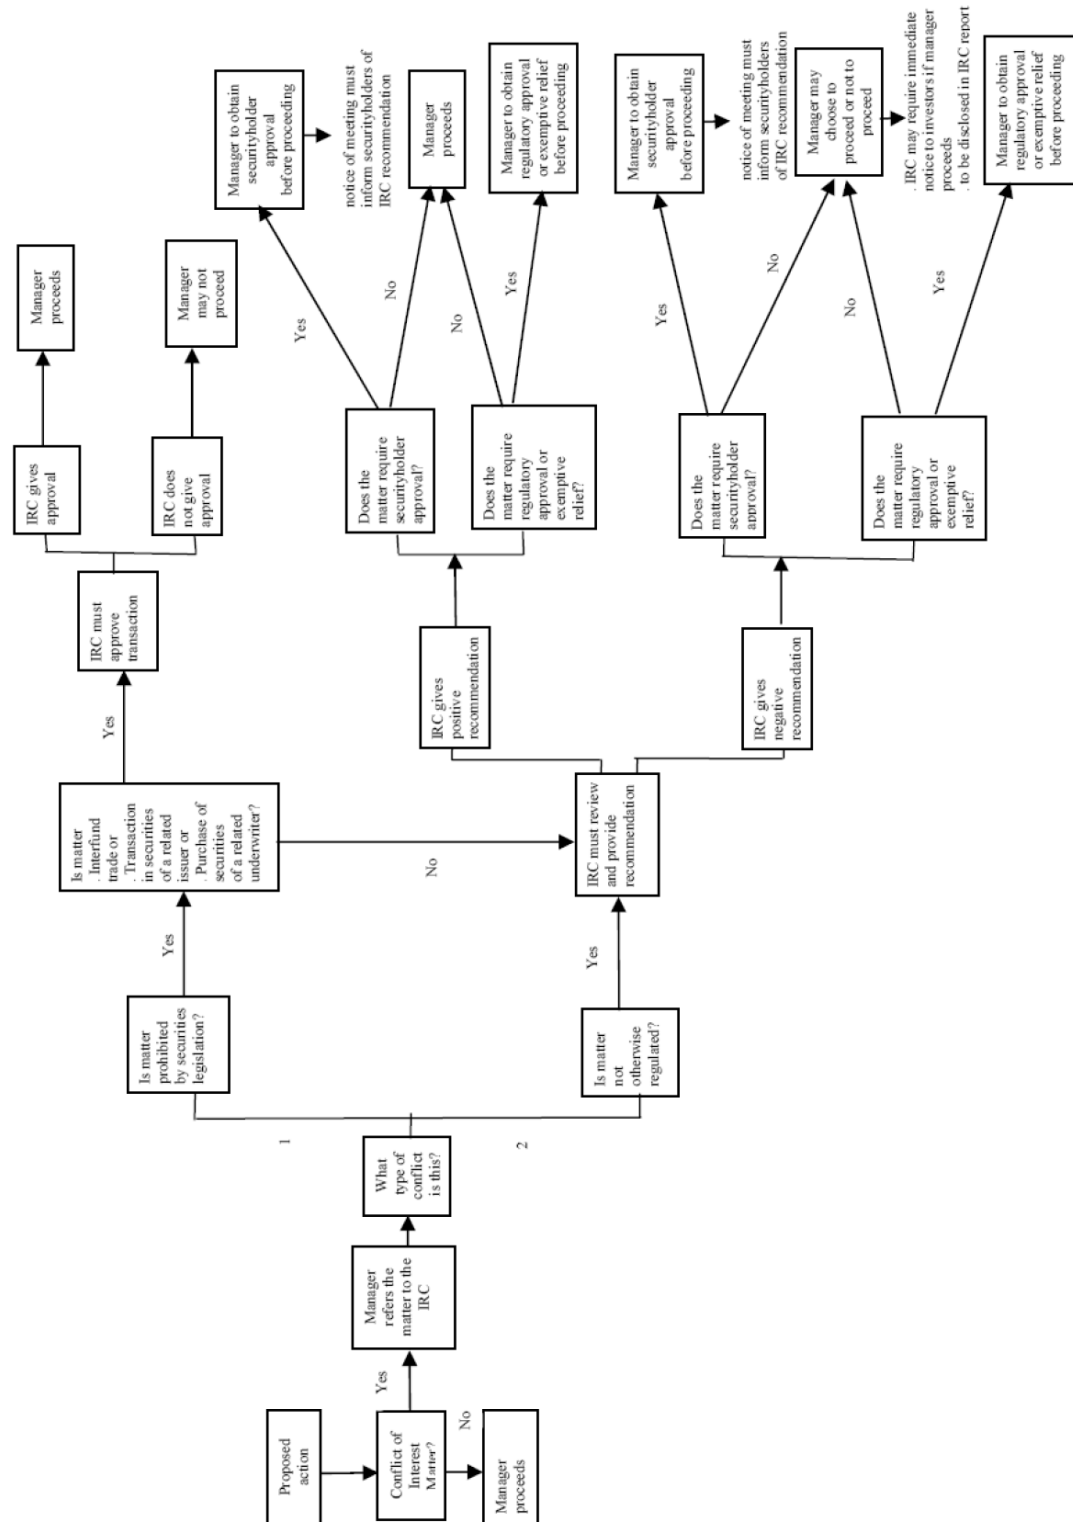 Proposed
action
Conflict of
Interest
Matter?
Yes
No
Manager
proceeds
Manager
refers the
matter to the
IRC
What
type of
conflict
is this?
1
2
Is matter
prohibited
by securities
legislation?
Yes
Is matter
not
otherwise
regulated?
Yes
Is matter
. Interfund
trade or
. Transaction
in securities
of a related
issuer or
. Purchase of
securities
of a related
underwriter?
Yes
No
IRC must
approve
transaction
IRC gives
approval
Manager
proceeds
IRC does
not give
approval
Manager
may not
proceed
IRC must review
and provide
recommendation
IRC gives
positive
recommendation
Does the
matter require
securityholder
approval?
Yes
No
Manager to obtain
securityholder
approval
before proceeding
notice of meeting must
inform securityholders of
IRC recommendation
Manager
proceeds
Does the
matter require
regulatory
approval or
exemptive
relief?
No
Yes
Manager to obtain
regulatory approval
or exemptive relief
before proceeding
IRC gives
negative
recommendation
Does the
matter require
securityholder
approval?
Yes
No
Manager to obtain
securityholder
approval
before proceeding
notice of meeting must
inform securityholders
of IRC recommendation
Manager may
choose to
proceed or not to
proceed
. IRC may require immediate
notice to investors if manager
proceeds
. to be disclosed in IRC report
Does the
matter require
regulatory
approval or
exemptive
relief?
No
Yes
Manager to obtain
regulatory approval
or exemptive relief
before proceeding